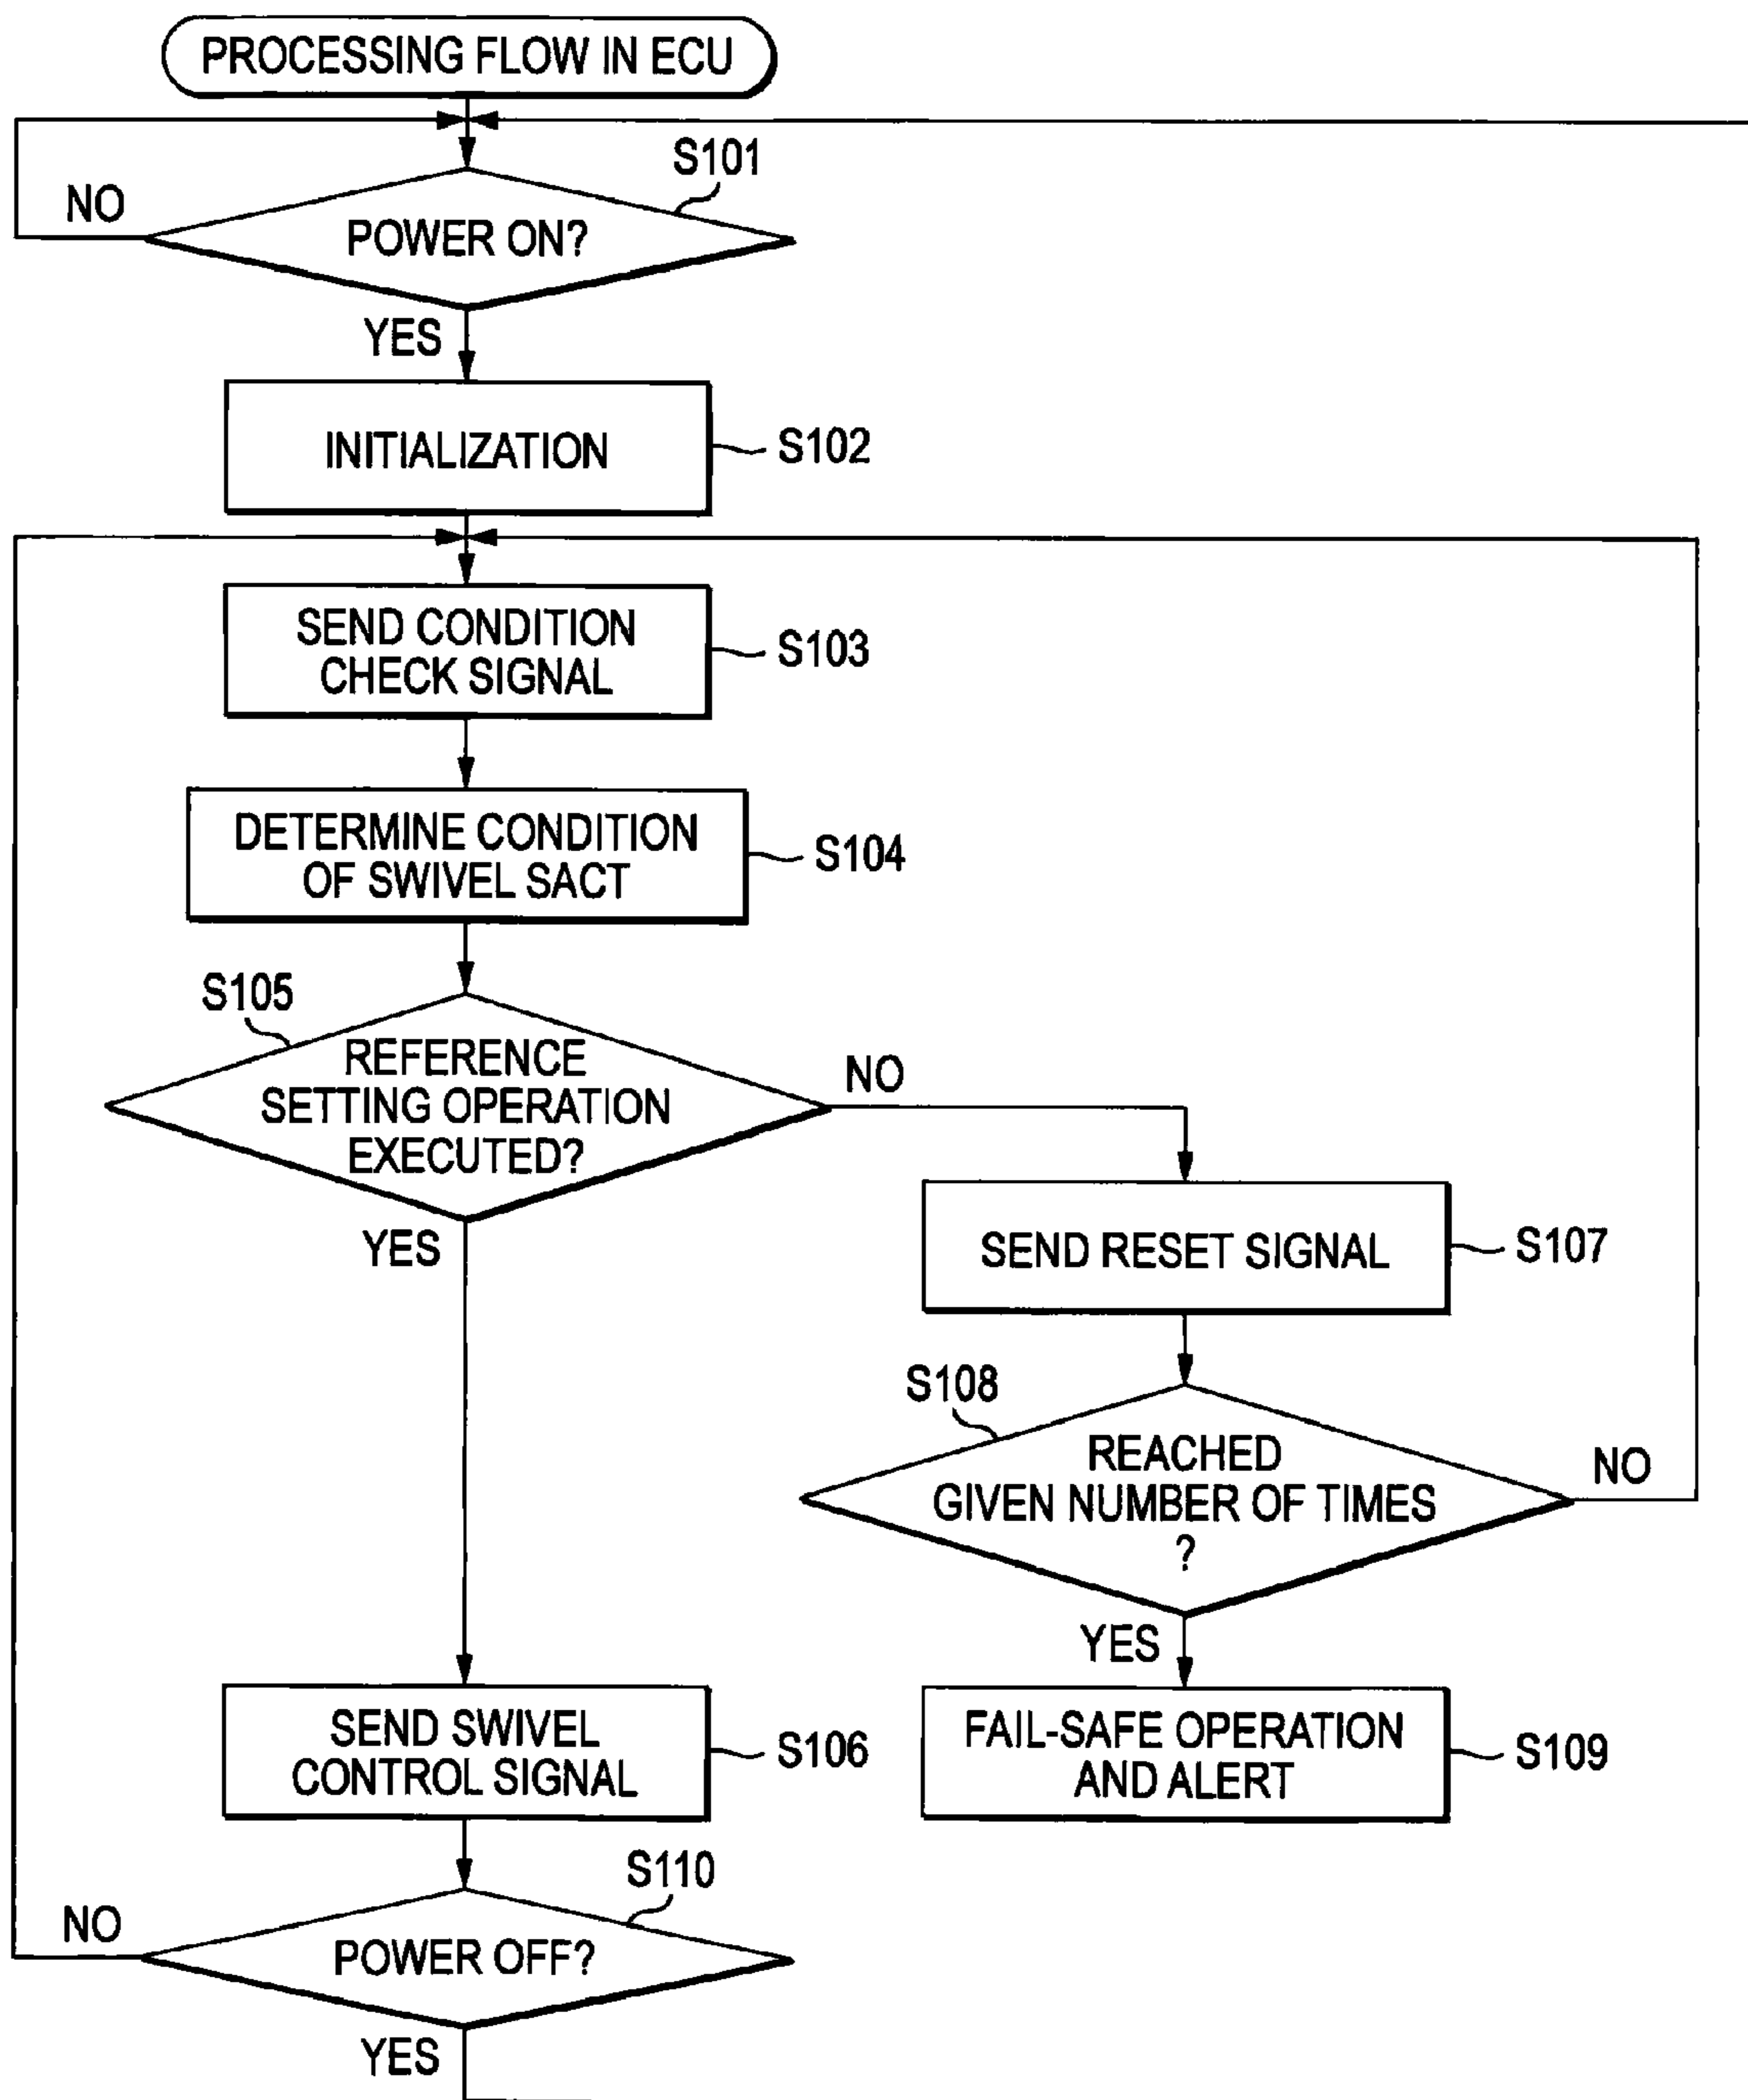 PROCESSING FLOW IN ECU
S101
NO
POWER ON?
YES
INITIALIZATION
S102
SEND CONDITION
CHECK SIGNAL
S103
DETERMINE CONDITION
OF SWIVEL SACT
S104
S105
REFERENCE
SETTING OPERATION
EXECUTED?
NO
YES
SEND RESET SIGNAL
S107
S108
REACHED
GIVEN NUMBER OF TIMES
?
NO
YES
SEND SWIVEL
CONTROL SIGNAL
S106
FAIL-SAFE OPERATION
AND ALERT
S109
S110
NO
POWER OFF?
YES